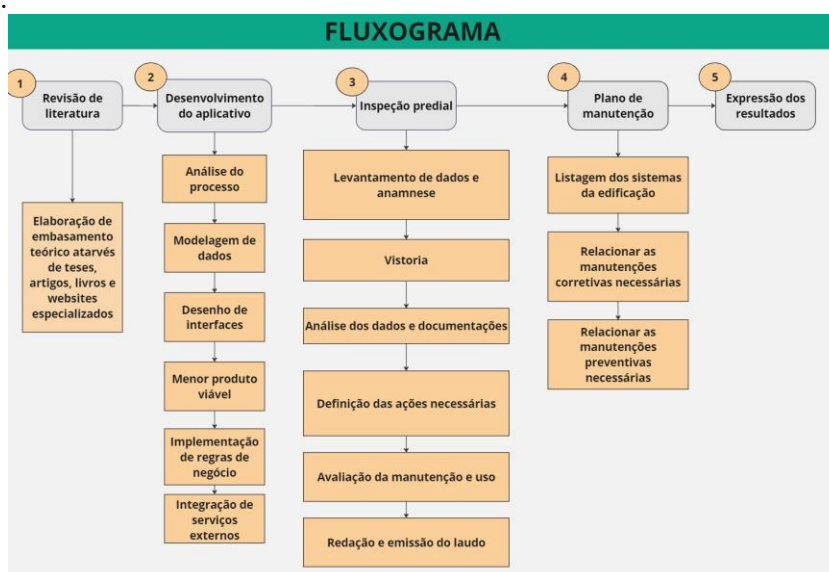 .
FLUXOGRAMA
1
Revisão de
literatura
Elaboração de
embasamento
teórico atarvés
de teses,
artigos, livros e
websites
especializados
2
Desenvolvimento
do aplicativo
Análise do
processo
Modelagem de
dados
Desenho de
interfaces
Menor produto
viável
Implementação
de regras de
negócio
Integração de
serviços
externos
3
Inspeção predial
Levantamento de dados e
anamnese
Vistoria
Análise dos dados e documentações
Definição das ações necessárias
Avaliação da manutenção e uso
Redação e emissão do laudo
4
Plano de
manutenção
Listagem dos sistemas
da edificação
Relacionar as
manutenções
corretivas necessárias
Relacionar as
manutenções
preventivas
necessárias
5
Expressão dos
resultados